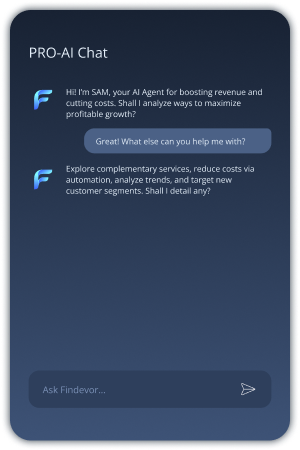 PRO-AI Chat
Hi! I'm SAM, your AI Agent for boosting revenue and
cutting costs. Shall I analyze ways to maximize
profitable growth?
Great! What else can you help me with?
Explore complementary services, reduce costs via
automation, analyze trends, and target new
customer segments. Shall I detail any?
Ask Findevor...